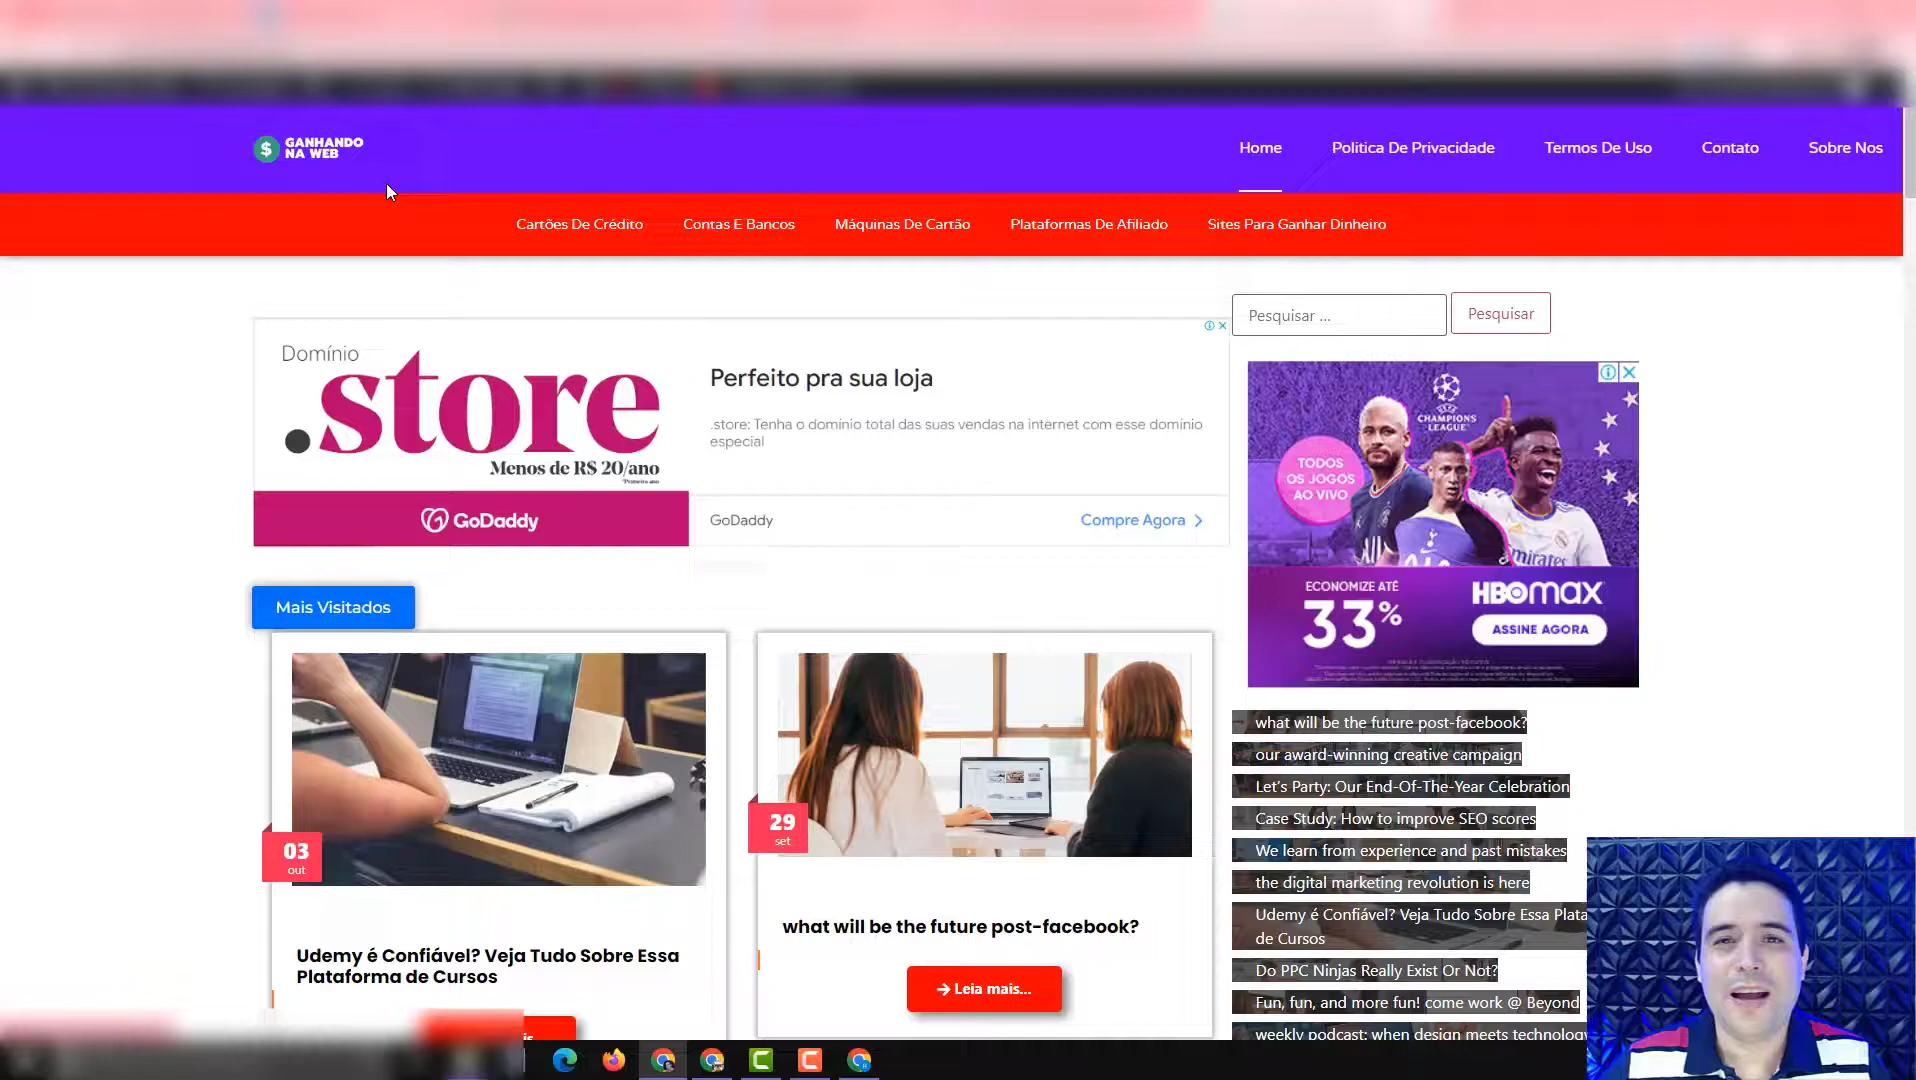 $ GANHANDO
NA WEB
Home
Politica De Privacidade
Termos De Uso
Contato
Sobre Nos
Cartões De Crédito
Contas E Bancos
Máquinas De Cartão
Plataformas De Afiliado
Sites Para Ganhar Dinheiro
Pesquisar ...
Pesquisar
Domínio
.store
Menos de R$ 20/ano
*Primeiro ano
GoDaddy
Perfeito pra sua loja
.store: Tenha o domínio total das suas vendas na internet com esse domínio
especial
GoDaddy
Compre Agora
UEFA
CHAMPIONS
LEAGUE
TODOS
OS JOGOS
AO VIVO
ECONOMIZE ATÉ
33%
HBOMAX
ASSINE AGORA
Mais Visitados
03
out
Udemy é Confiável? Veja Tudo Sobre Essa
Plataforma de Cursos
29
set
what will be the future post-facebook?
Leia mais...
what will be the future post-facebook?
our award-winning creative campaign
Let's Party: Our End-Of-The-Year Celebration
Case Study: How to improve SEO scores
We learn from experience and past mistakes
the digital marketing revolution is here
Udemy é Confiável? Veja Tudo Sobre Essa Plata
de Cursos
Do PPC Ninjas Really Exist Or Not?
Fun, fun, and more fun! come work @ Beyond
weekly podcast: when design meets technology